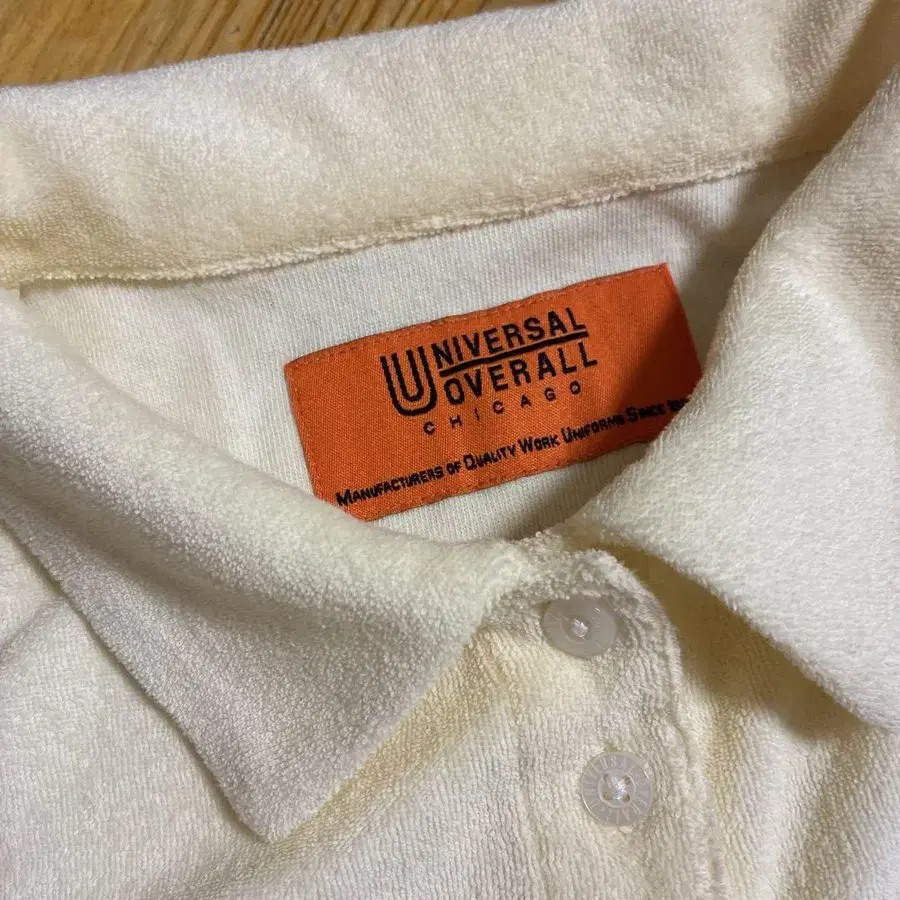 UNIVERSAL
OVERALL
CHICAGO
MANUFACTURERS OF QUALITY WORK UNIFORMS SINCE